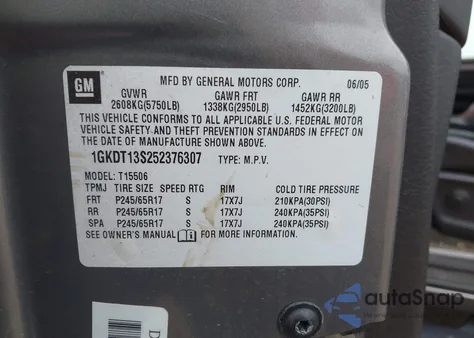 GM
MFD BY GENERAL MOTORS CORP. 06/05
GVWR GAWR FRT GAWR RR
2608KG(5750LB) 1338KG(2950LB) 1452KG(3200LB)
THIS VEHICLE CONFORMS TO ALL APPLICABLE U.S. FEDERAL MOTOR
VEHICLE SAFETY AND THEFT PREVENTION STANDARDS IN EFFECT ON
THE DATE OF MANUFACTURE SHOWN ABOVE.
1GKDT13S252376307 TYPE: M.P.V.
MODEL: T15506
TPMJ TIRE SIZE SPEED RTG RIM COLD TIRE PRESSURE
FRT P245/65R17 S 17X7J 210KPA(30PSI)
RR P245/65R17 S 17X7J 240KPA(35PSI)
SPA P245/65R17 S 17X7J 240KPA(35PSI)
SEE OWNER'S MANUAL FOR MORE INFORMATION.
autoSnap